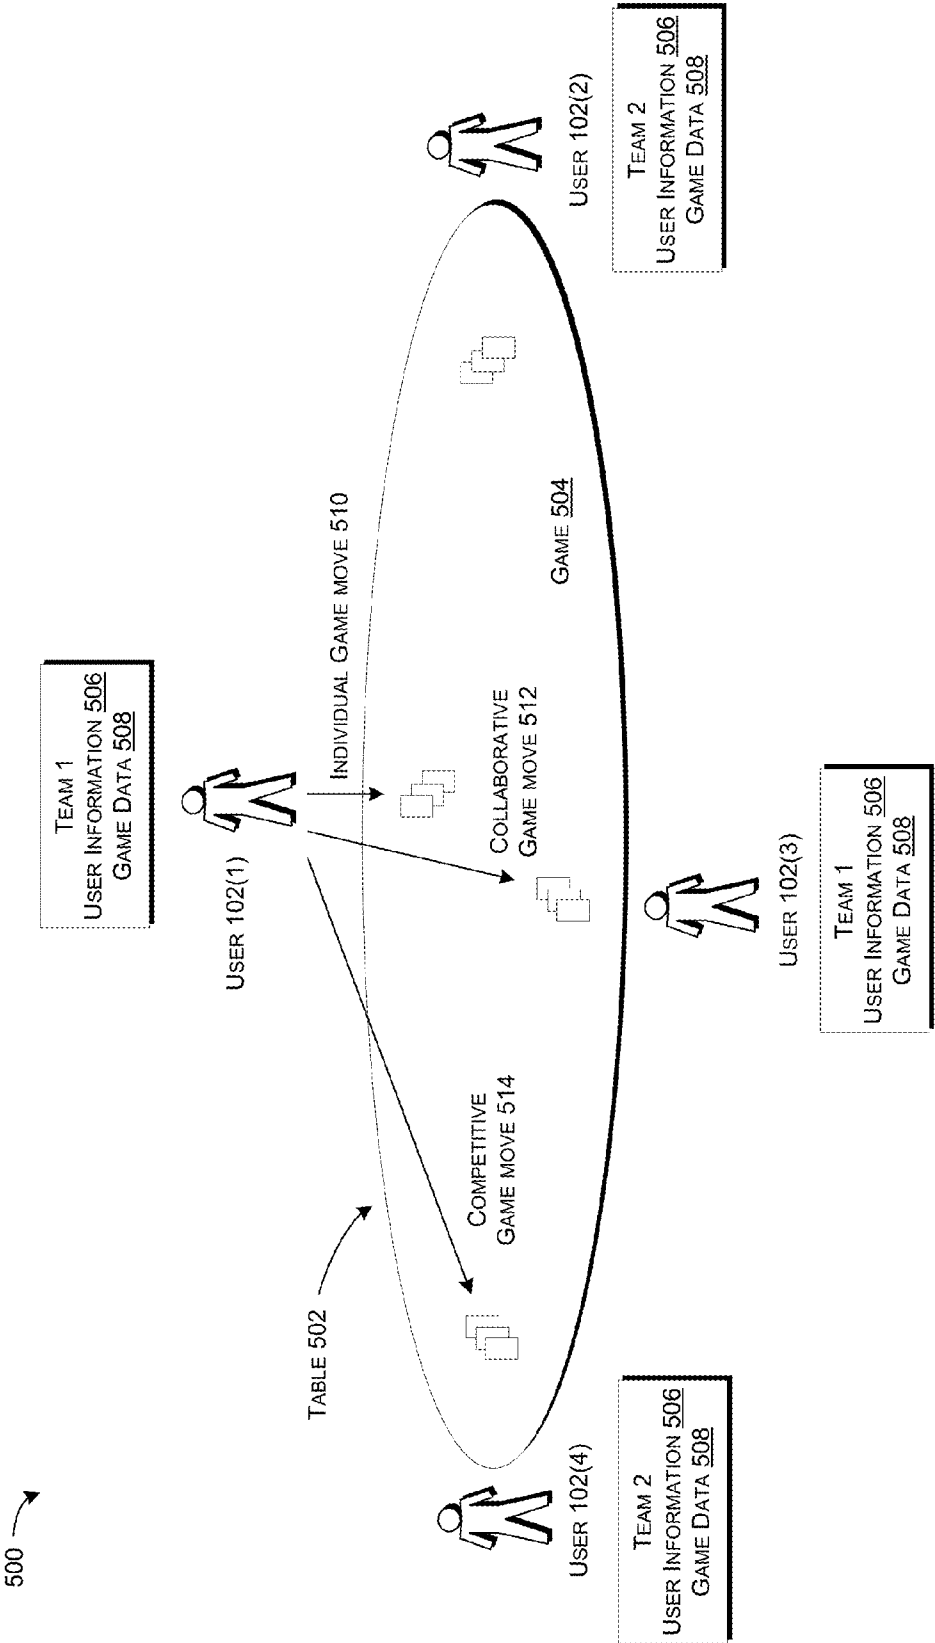 500
TEAM 1
USER INFORMATION 506
GAME DATA 508
USER 102(1)
INDIVIDUAL GAME MOVE 510
TABLE 502
COMPETITIVE
GAME MOVE 514
COLLABORATIVE
GAME MOVE 512
GAME 504
USER 102(4)
TEAM 2
USER INFORMATION 506
GAME DATA 508
USER 102(2)
TEAM 2
USER INFORMATION 506
GAME DATA 508
USER 102(3)
TEAM 1
USER INFORMATION 506
GAME DATA 508